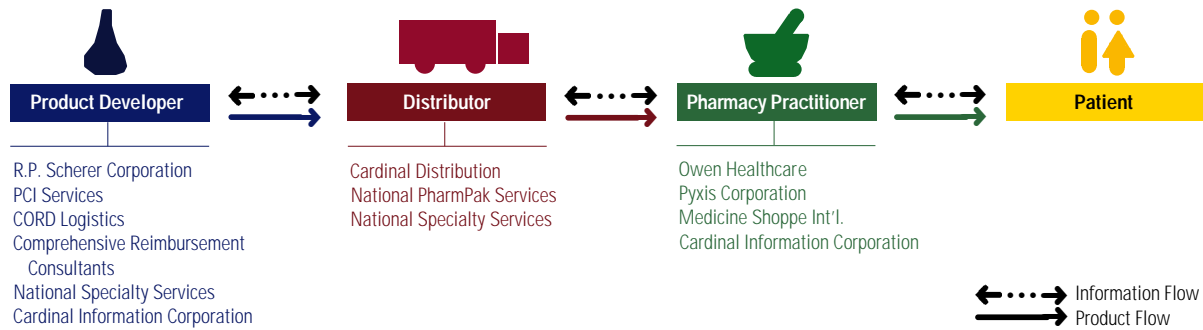 Product Developer
Distributor
Pharmacy Practitioner
Patient
R.P. Scherer Corporation
PCI Services
CORD Logistics
Comprehensive Reimbursement
Consultants
National Specialty Services
Cardinal Information Corporation
Cardinal Distribution
National PharmPak Services
National Specialty Services
Owen Healthcare
Pyxis Corporation
Medicine Shoppe Int'l.
Cardinal Information Corporation
Information Flow
Product Flow